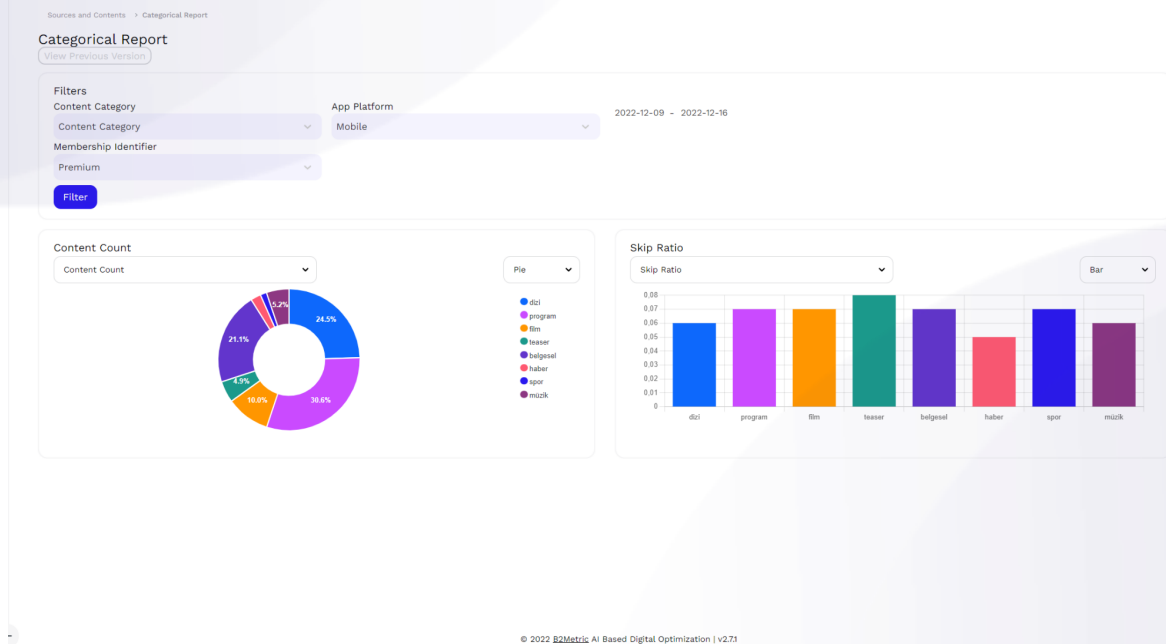 Sources and Contents > Categorical Report
Categorical Report
View Previous Version
Filters
Content Category
App Platform
Content Category
Mobile
2022-12-09 - 2022-12-16
Membership Identifier
Premium
Filter
Content Count
Content Count
Pie
5.2%
24.5%
21.1%
4.9%
10.0%
30.6%
dizi
program
film
teaser
belgesel
haber
spor
müzik
Skip Ratio
Skip Ratio
Bar
0,08
0,07
0,06
0,05
0,04
0,03
0,02
0,01
0
dizi program film teaser belgesel haber spor müzik
© 2022 B2Metric AI Based Digital Optimization | v2.7.1